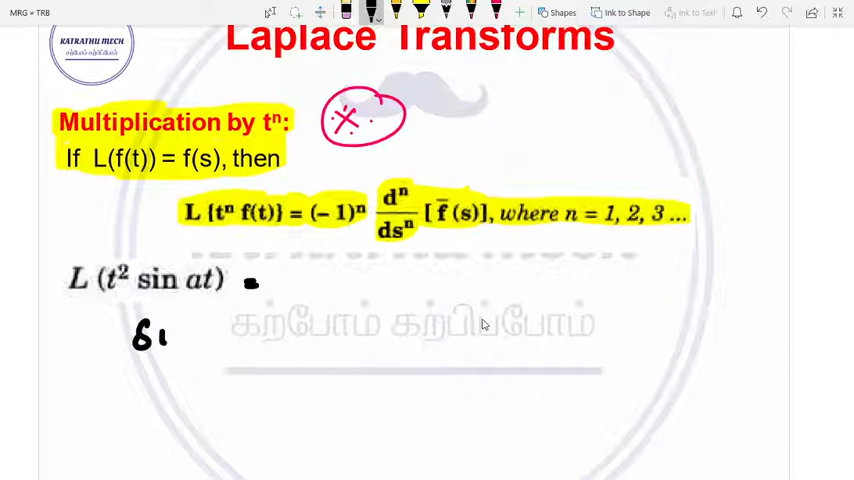 MRG » TRB
Shapes
Ink to Shape
Ink to Text
Laplace Transforms
KATRATHU MECH
கற்போம் கற்பிப்போம்
Multiplication by tⁿ:
If L(f(t)) = f(s), then
L {tⁿ f(t)} = (– 1)ⁿ dⁿ/dsⁿ [f̄ (s)], where n = 1, 2, 3 ...
L (t² sin at)
கற்போம் கற்பிப்போம்